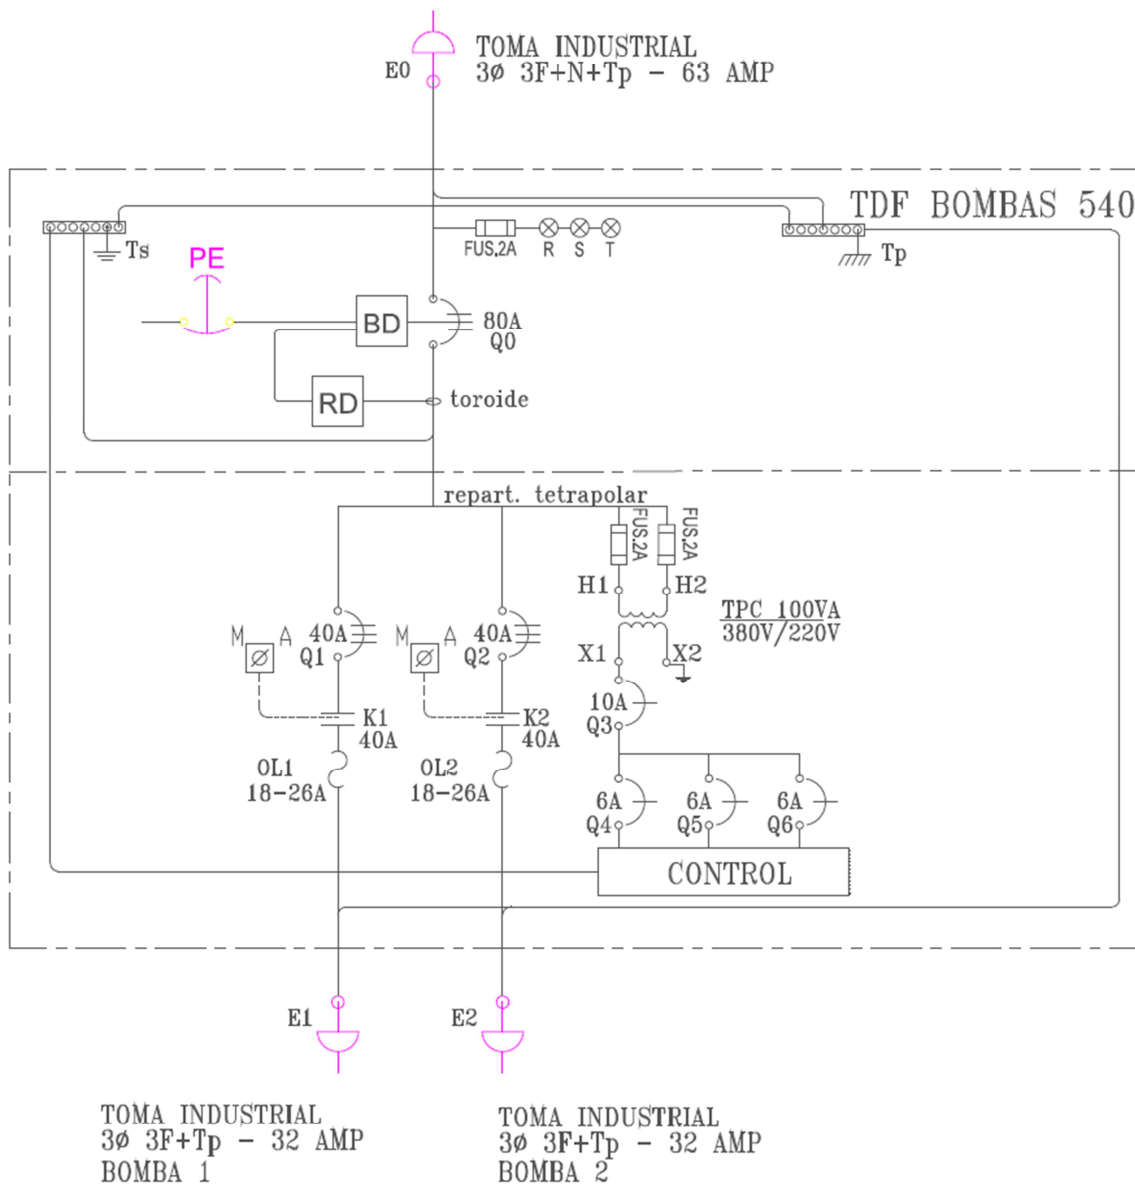 TOMA INDUSTRIAL
3ø 3F+N+Tp - 63 AMP
E0
TDF BOMBAS 540
Ts
FUS.2A R S T
Tp
PE
BD
80A
Q0
RD
toroide
repart. tetrapolar
FUS.2A
FUS.2A
H1 H2
TPC 100VA
380V/220V
M A 40A
Q1
M A 40A
Q2
X1 X2
10A
Q3
K1
40A
K2
40A
OL1
18-26A
OL2
18-26A
6A
Q4
6A
Q5
6A
Q6
CONTROL
E1
E2
TOMA INDUSTRIAL
3ø 3F+Tp - 32 AMP
BOMBA 1
TOMA INDUSTRIAL
3ø 3F+Tp - 32 AMP
BOMBA 2